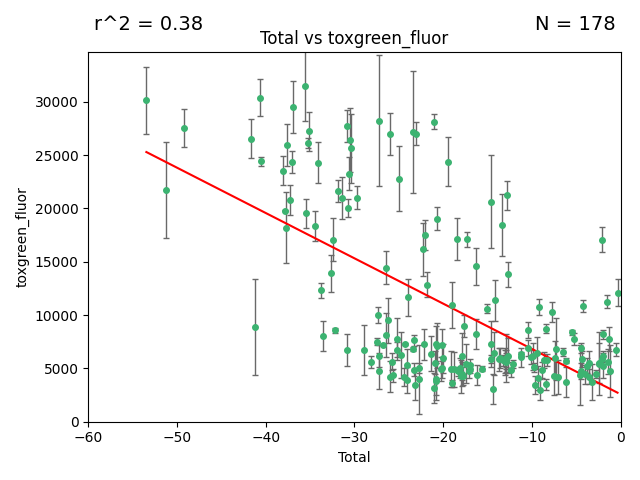 r^2 = 0.38
N = 178
Total vs toxgreen_fluor
30000
25000
20000
15000
10000
5000
0
toxgreen_fluor
−60
−50
−40
−30
−20
−10
0
Total